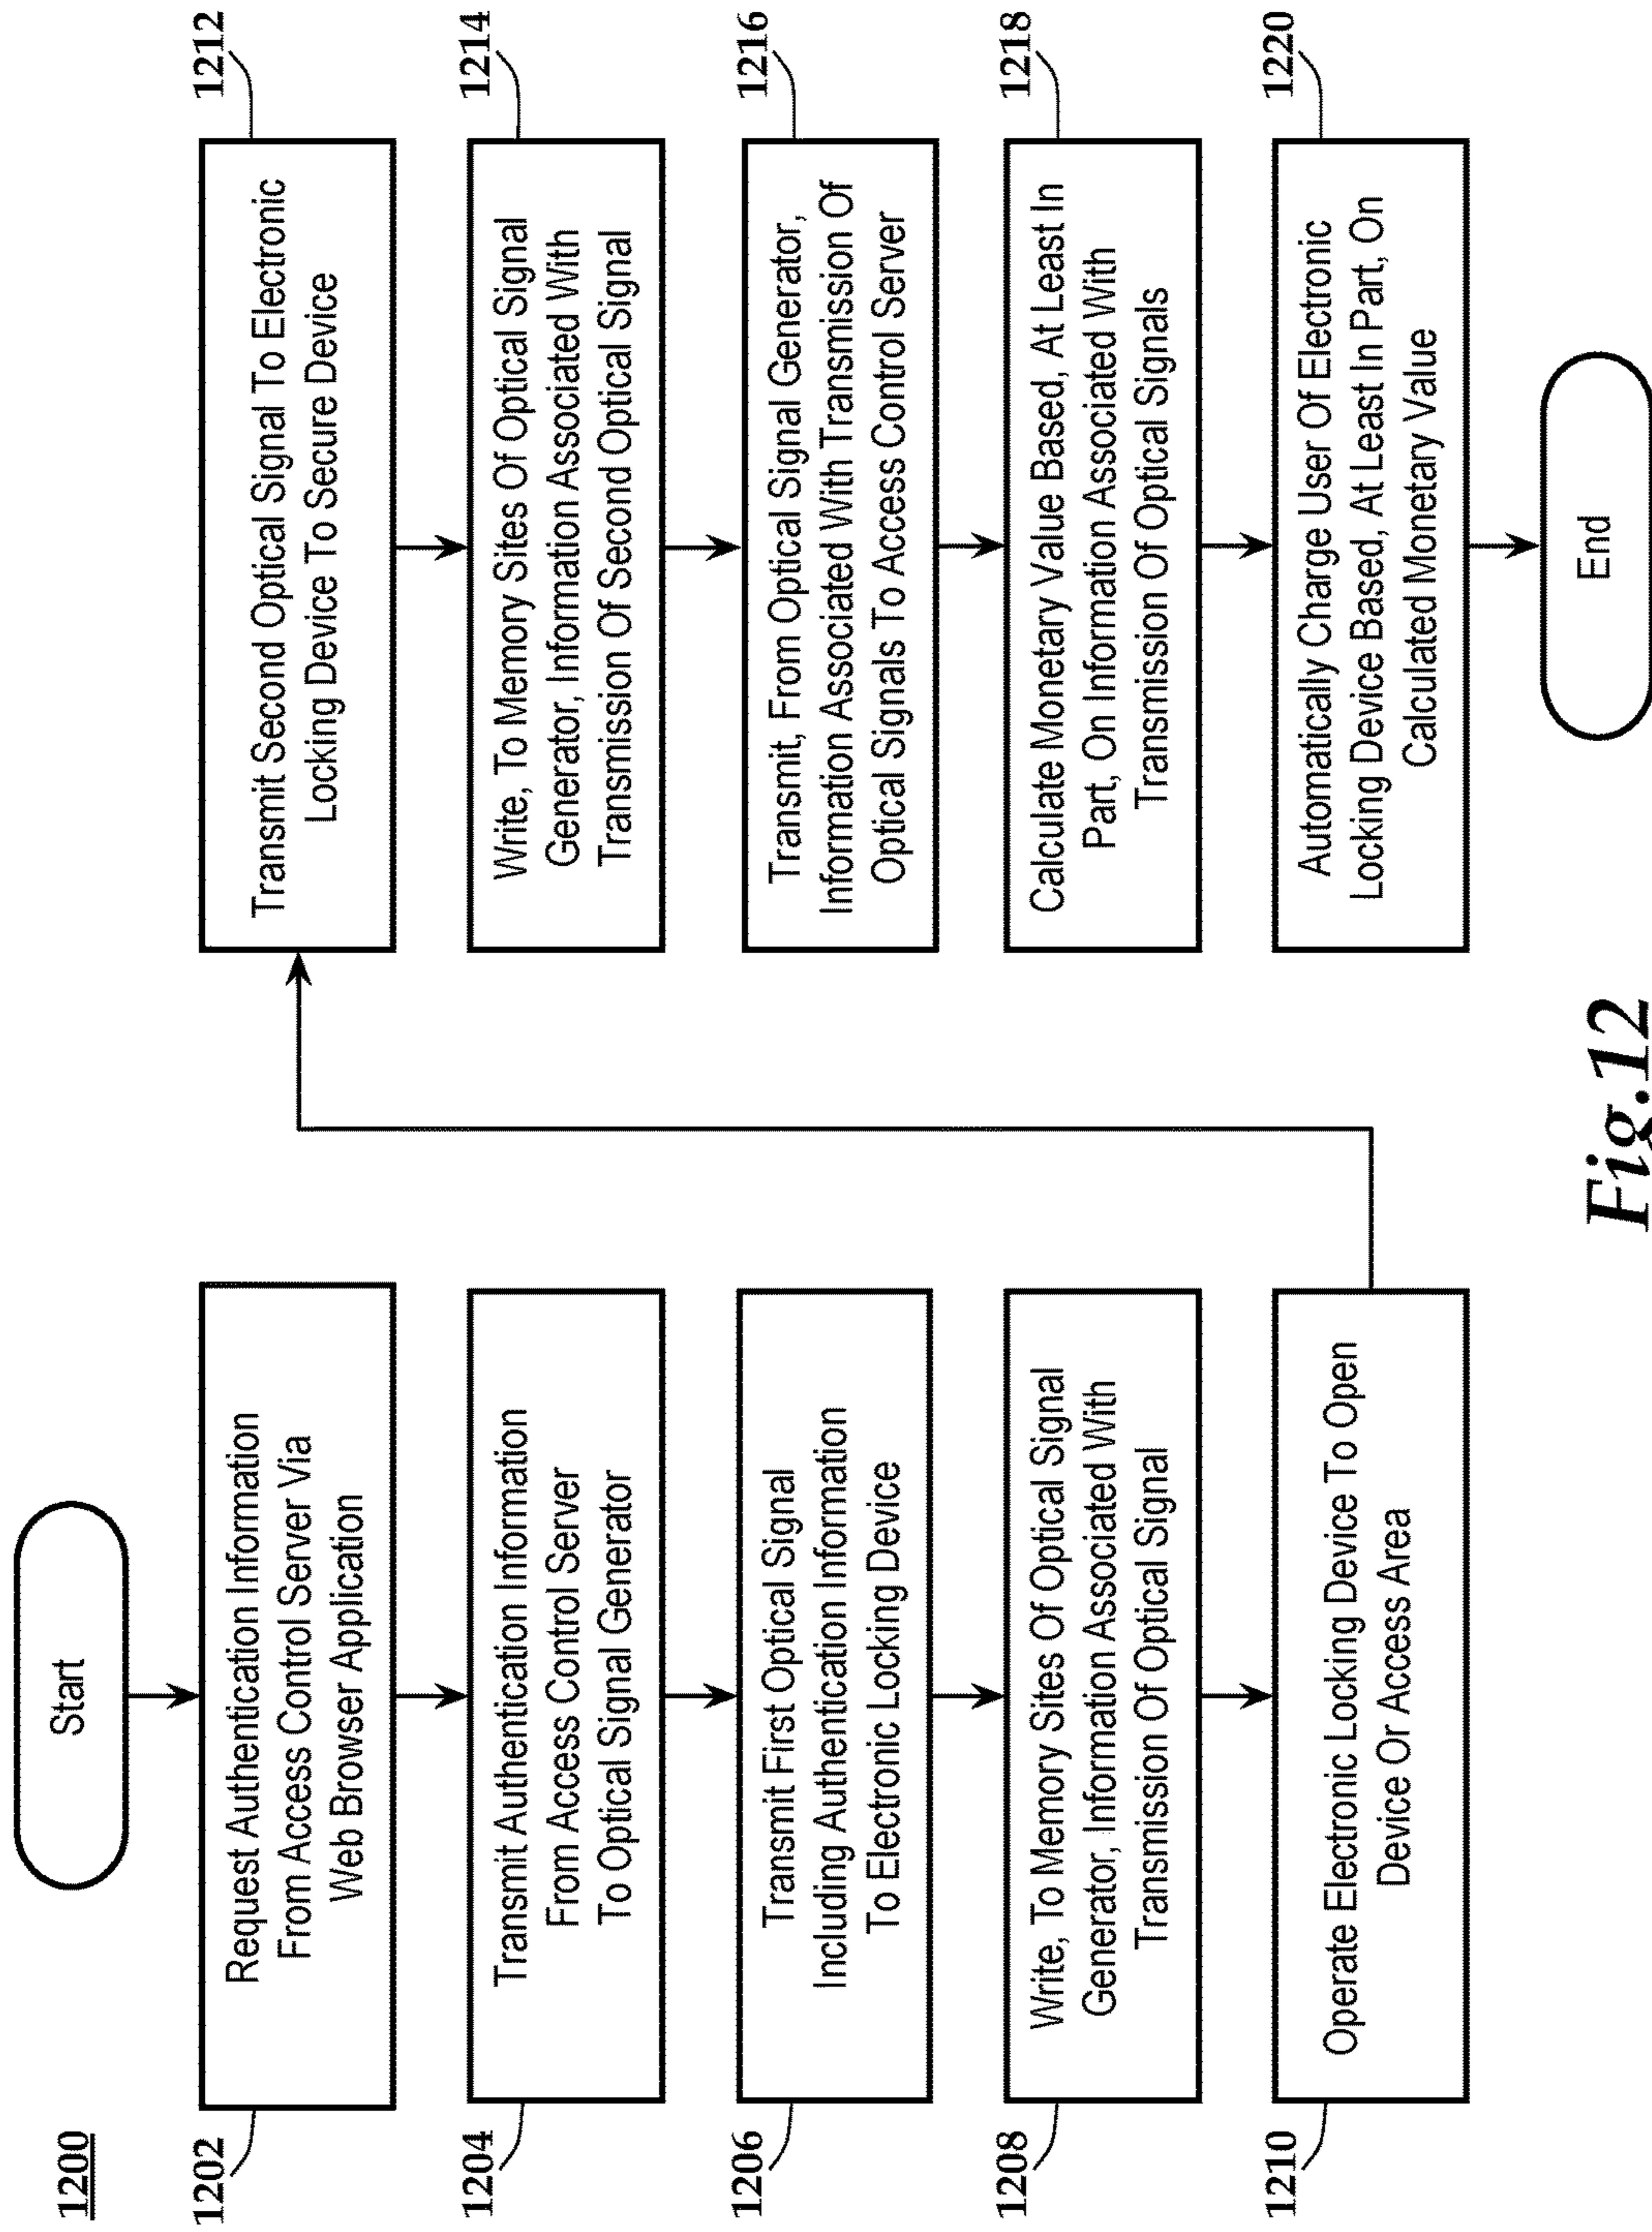 1200
Start
1202
Request Authentication Information
From Access Control Server Via
Web Browser Application
1204
Transmit Authentication Information
From Access Control Server
To Optical Signal Generator
1206
Transmit First Optical Signal
Including Authentication Information
To Electronic Locking Device
1208
Write, To Memory Sites Of Optical Signal
Generator, Information Associated With
Transmission Of Optical Signal
1210
Operate Electronic Locking Device To Open
Device Or Access Area
1212
Transmit Second Optical Signal To Electronic
Locking Device To Secure Device
1214
Write, To Memory Sites Of Optical Signal
Generator, Information Associated With
Transmission Of Second Optical Signal
1216
Transmit, From Optical Signal Generator,
Information Associated With Transmission Of
Optical Signals To Access Control Server
1218
Calculate Monetary Value Based, At Least In
Part, On Information Associated With
Transmission Of Optical Signals
1220
Automatically Charge User Of Electronic
Locking Device Based, At Least In Part, On
Calculated Monetary Value
End
Fig.12